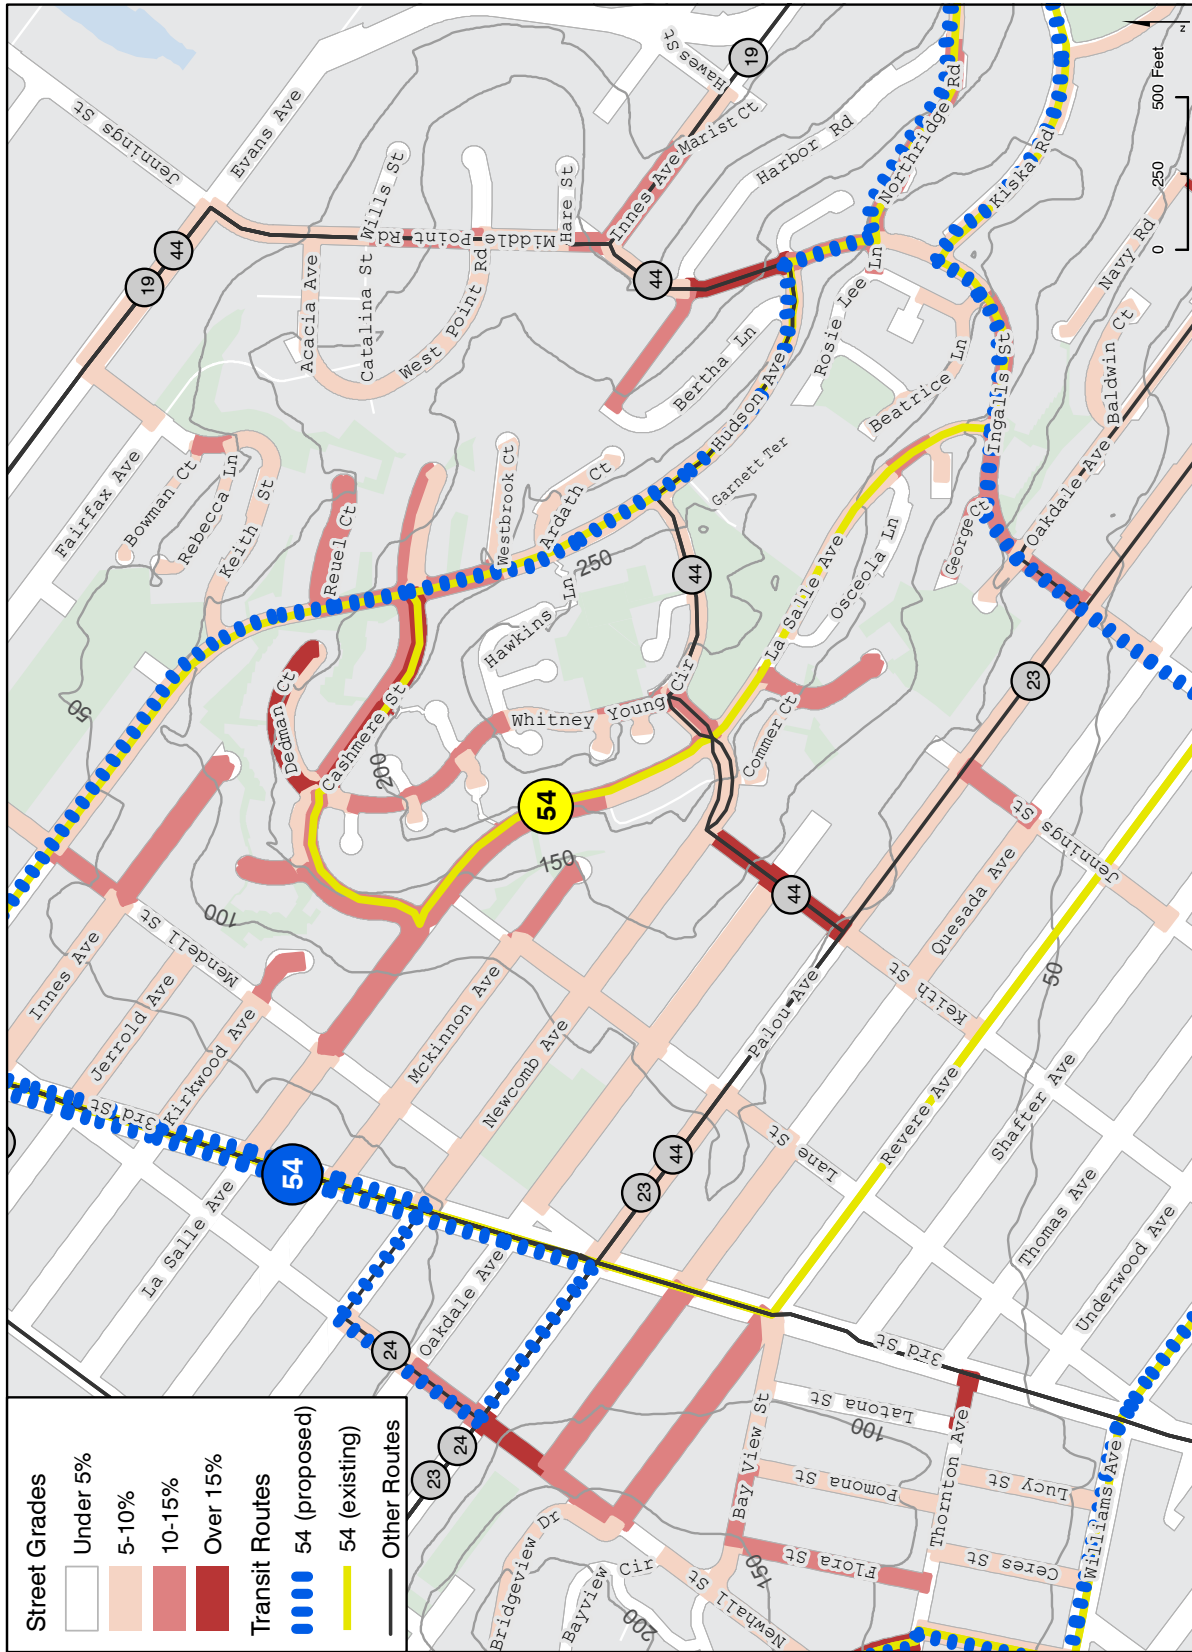 Street Grades
Under 5%
5-10%
10-15%
Over 15%
Transit Routes
54 (proposed)
54 (existing)
Other Routes
Jennings St
Evans Ave
19
44
Fairfax Ave
Bowman Ct
Rebecca Ln
Keith St
Acacia Ave
Catalina St
Wills St
West Point Rd
Middle Point Rd
Hare St
Innes Ave
Hawes St
Marist Ct
19
Harbor Rd
Northridge Rd
Kiska Rd
44
Bertha Ln
Hudson Ave
Garnett Ter
Rosie Lee Ln
Beatrice Ln
Ingalls St
Navy Rd
Baldwin Ct
Oakdale Ave
George Ct
Osceola Ln
La Salle Ave
Reuel Ct
Westbrook Ct
Ardath Ct
Hawkins Ln
250
44
Dedman Ct
Cashmere St
200
Whitney Young Cir
Commer Ct
54
150
50
100
23
44
Innes Ave
Jerrold Ave
Kirkwood Ave
Mendell St
Mckinnon Ave
Newcomb Ave
Palou Ave
Keith St
Quesada Ave
Jennings St
50
3rd St
54
La Salle Ave
Oakdale Ave
24
23
44
Lane St
Revere Ave
Shafter Ave
Thomas Ave
Underwood Ave
3rd St
24
23
Bridgeview Dr
Bayview Cir
Newhall St
200
150
Bay View St
Flora St
Pomona St
Latona St
100
Thornton Ave
Lucy St
Ceres St
Williams Ave
0
250
500 Feet
z